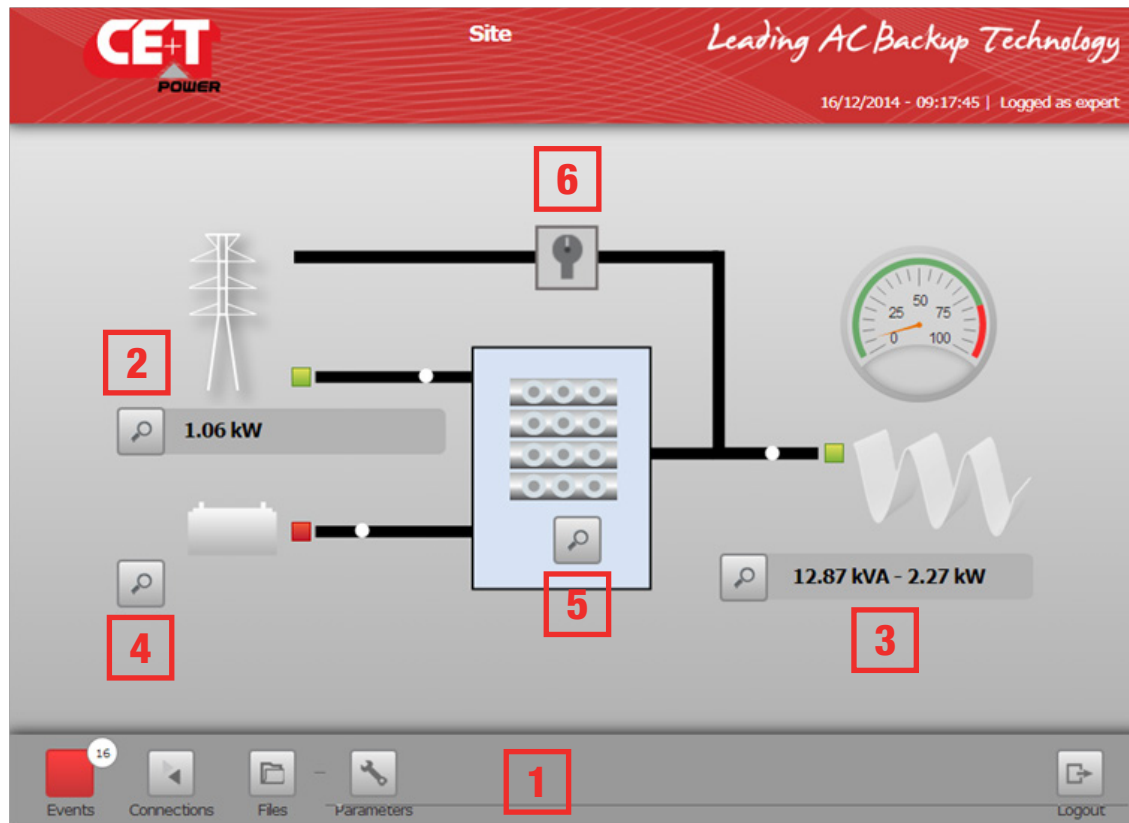 CE+T
POWER
Site
Leading AC Backup Technology
16/12/2014 - 09:17:45 | Logged as expert
6
2
1.06 kW
0
25
50
75
100
5
4
12.87 kVA - 2.27 kW
3
16
Events
Connections
Files
Parameters
1
Logout